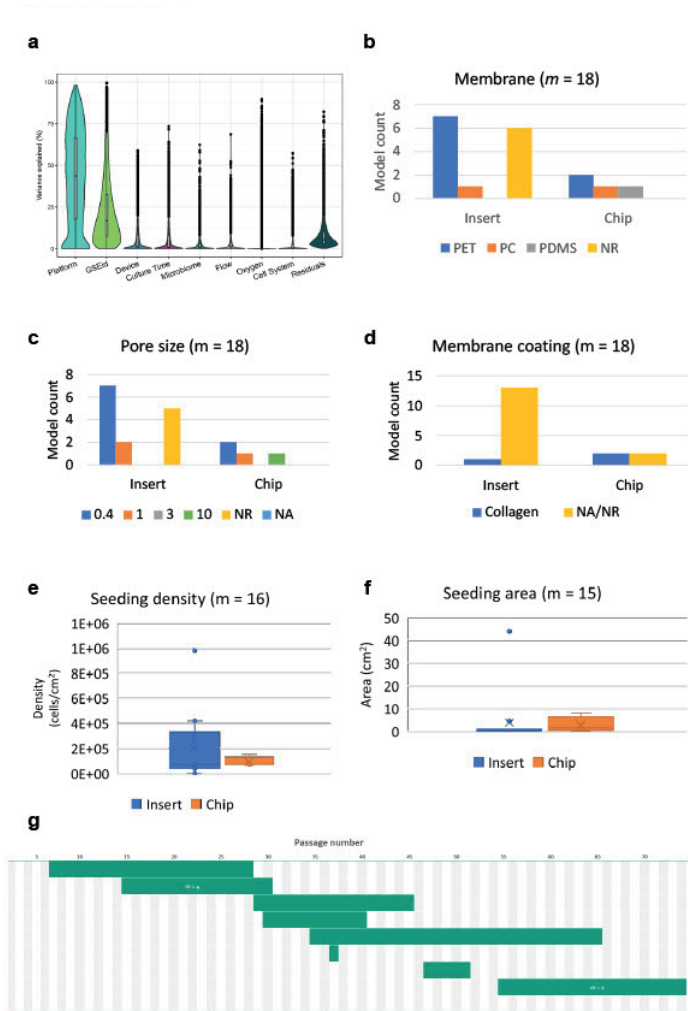 a
100
75
50
25
0
Variance explained (%)
Platform
GSEid
Device
Culture Time
Microbiome
Flow
Oxygen
Cell System
Residuals
b
Membrane (m = 18)
8
6
4
2
0
Model count
Insert Chip
PET PC PDMS NR
c
Pore size (m = 18)
8
6
4
2
0
Model count
Insert Chip
0.4 1 3 10 NR NA
d
Membrane coating (m = 18)
15
10
5
0
Model count
Insert Chip
Collagen NA/NR
e
Seeding density (m = 16)
1E+06
1E+06
8E+05
6E+05
4E+05
2E+05
0E+00
Density
(cells/cm²)
Insert Chip
f
Seeding area (m = 15)
50
40
30
20
10
0
Area (cm²)
Insert Chip
g
Passage number
5 10 15 20 25 30 35 40 45 50 55 60 65 70